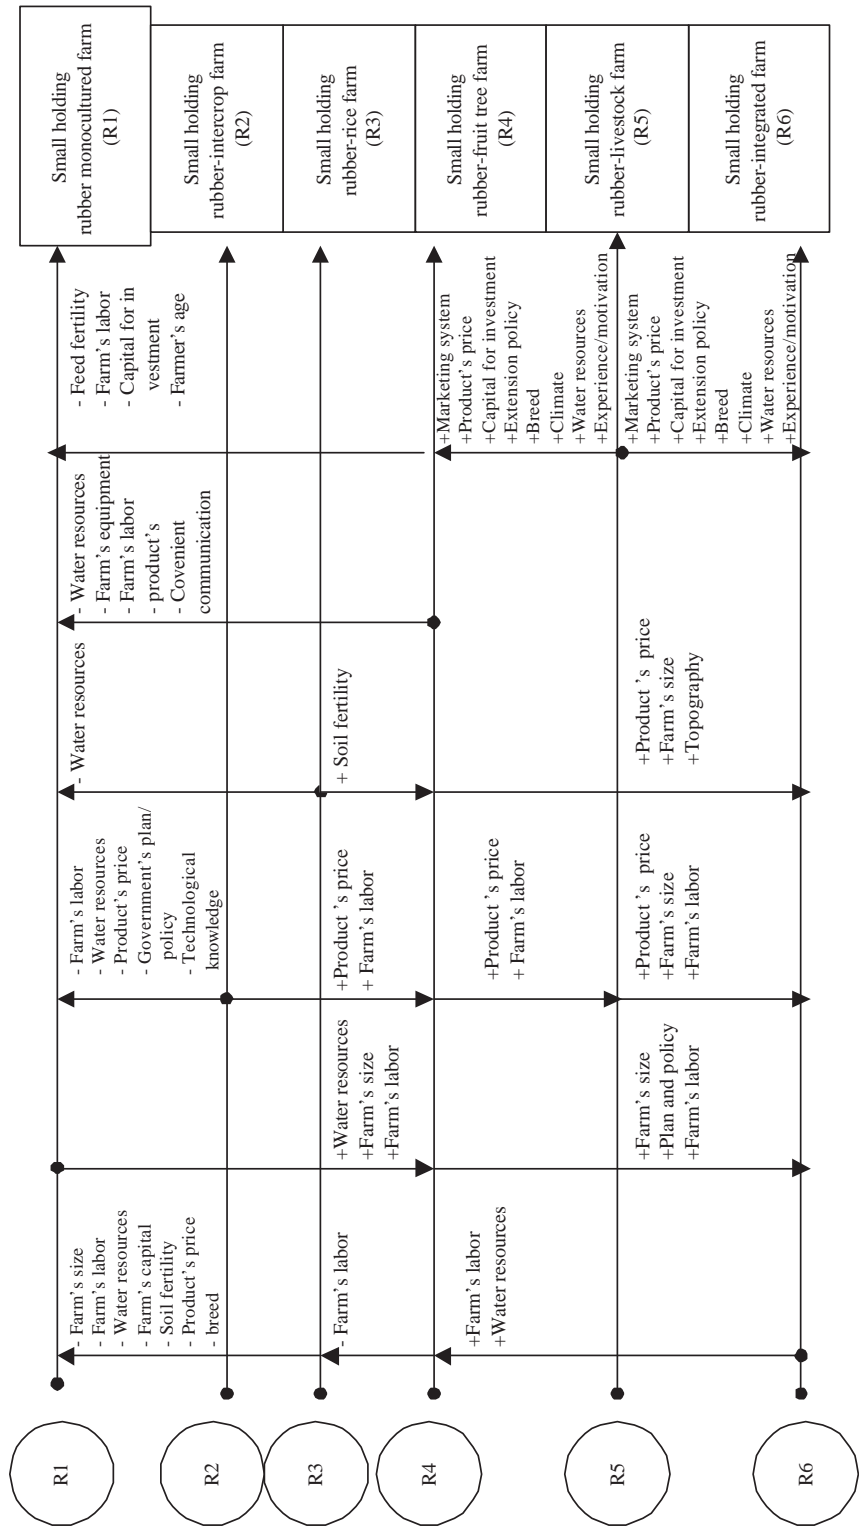 Small holding
rubber monocultured farm
(R1)
Small holding
rubber-intercrop farm
(R2)
Small holding
rubber-rice farm
(R3)
Small holding
rubber-fruit tree farm
(R4)
Small holding
rubber-livestock farm
(R5)
Small holding
rubber-integrated farm
(R6)
- Feed fertility
- Farm's labor
- Capital for in
vestment
- Farmer's age
+Marketing system
+Product's price
+Capital for investment
+Extension policy
+Breed
+Climate
+Water resources
+Experience/motivation
+Marketing system
+Product's price
+Capital for investment
+Extension policy
+Breed
+Climate
+Water resources
+Experience/motivation
- Water resources
- Farm's equipment
- Farm's labor
- product's
- Covenient
communication
- Water resources
+ Soil fertility
+Product 's price
+Farm's size
+Topography
- Farm's labor
- Water resources
- Product's price
- Government's plan/
policy
- Technological
knowledge
+Product 's price
+ Farm's labor
+Product 's price
+ Farm's labor
+Product 's price
+Farm's size
+Farm's labor
+Water resources
+Farm's size
+Farm's labor
+Farm's size
+Plan and policy
+Farm's labor
- Farm's size
- Farm's labor
- Water resources
- Farm's capital
- Soil fertility
- Product's price
- breed
- Farm's labor
+Farm's labor
+Water resources
R1
R2
R3
R4
R5
R6